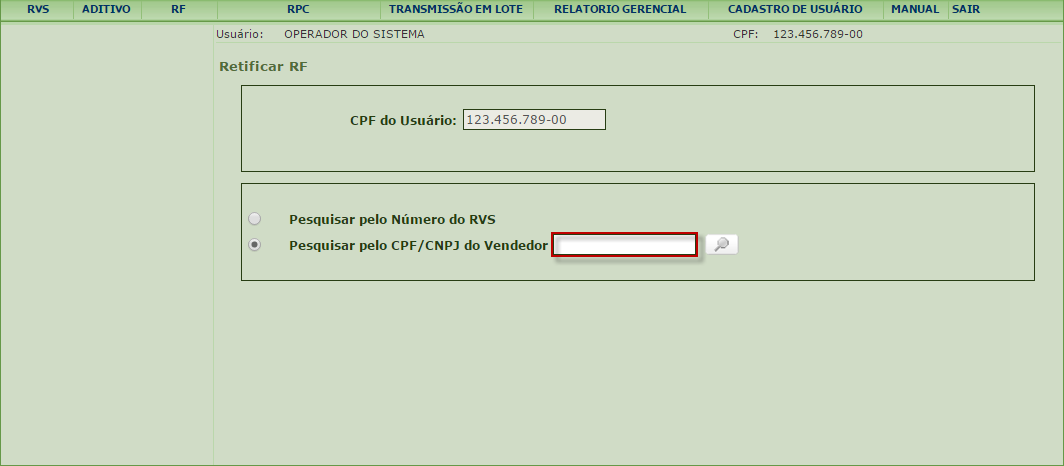 RVS ADITIVO RF RPC TRANSMISSÃO EM LOTE RELATORIO GERENCIAL CADASTRO DE USUÁRIO MANUAL SAIR
Usuário: OPERADOR DO SISTEMA CPF: 123.456.789-00
Retificar RF
CPF do Usuário: 123.456.789-00
Pesquisar pelo Número do RVS
Pesquisar pelo CPF/CNPJ do Vendedor